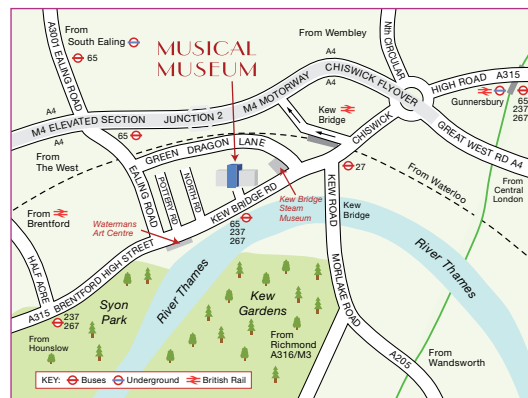 From
South Ealing
65
A3001 EALING ROAD
MUSICAL
MUSEUM
From Wembley
Nth CIRCULAR
A4
A4
CHISWICK FLYOVER
HIGH ROAD A315
Gunnersbury
65
237
267
M4 ELEVATED SECTION
JUNCTION 2
M4 MOTORWAY
A4
A4
65
Kew
Bridge
CHISWICK
GREAT WEST RD A4
From
The West
GREEN DRAGON LANE
EALING ROAD
POTTERY RD
NORTH RD
KEW BRIDGE RD
Kew Bridge
Steam
Museum
27
From Waterloo
From
Central
London
From
Brentford
Watermans
Art Centre
65
237
267
KEW ROAD
Kew
Bridge
HALF ACRE
A315 BRENTFORD HIGH STREET
237
267
From
Hounslow
Syon
Park
River Thames
Kew
Gardens
From
Richmond
A316/M3
MORLAKE ROAD
River Thames
A205
From
Wandsworth
KEY: Buses Underground British Rail